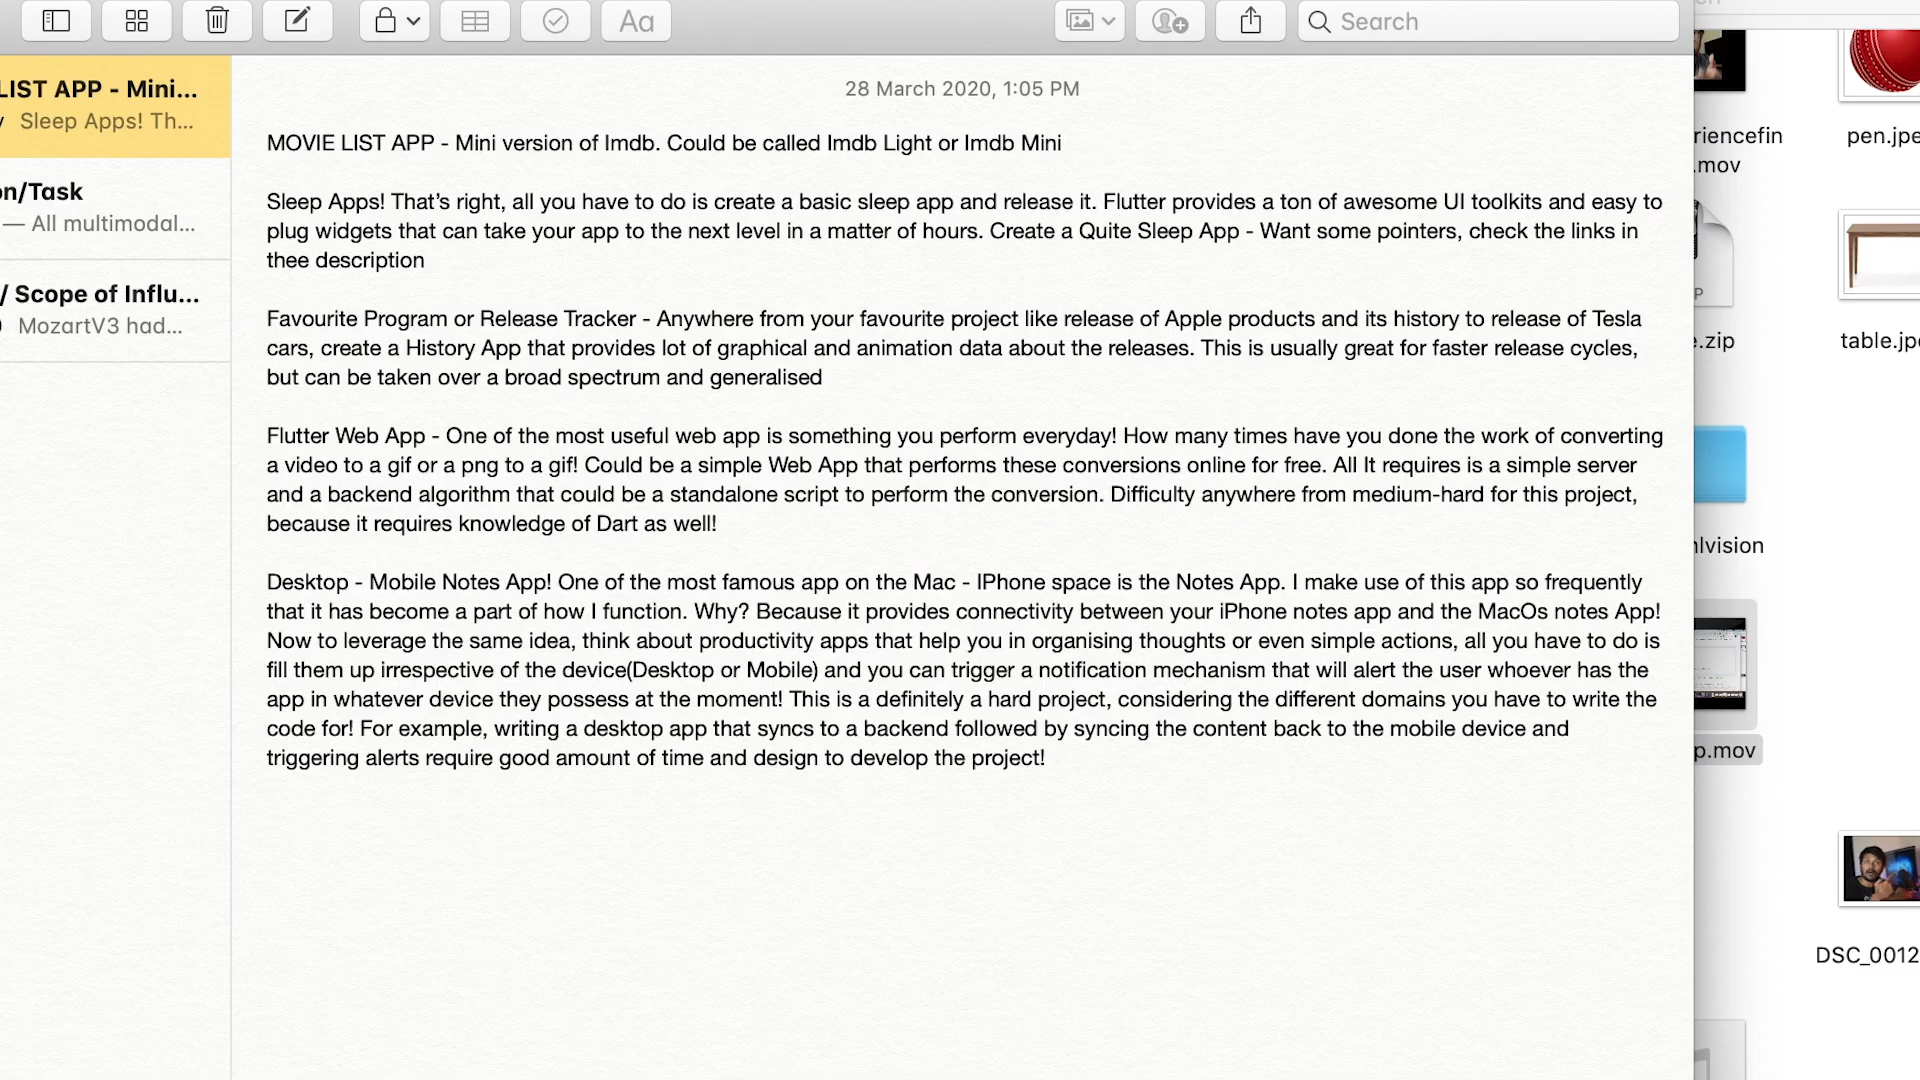 Search
LIST APP - Mini...
Sleep Apps! Th...
on/Task
— All multimodal...
/ Scope of Influ...
MozartV3 had...
28 March 2020, 1:05 PM
MOVIE LIST APP - Mini version of Imdb. Could be called Imdb Light or Imdb Mini
Sleep Apps! That’s right, all you have to do is create a basic sleep app and release it. Flutter provides a ton of awesome UI toolkits and easy to
plug widgets that can take your app to the next level in a matter of hours. Create a Quite Sleep App - Want some pointers, check the links in
thee description
Favourite Program or Release Tracker - Anywhere from your favourite project like release of Apple products and its history to release of Tesla
cars, create a History App that provides lot of graphical and animation data about the releases. This is usually great for faster release cycles,
but can be taken over a broad spectrum and generalised
Flutter Web App - One of the most useful web app is something you perform everyday! How many times have you done the work of converting
a video to a gif or a png to a gif! Could be a simple Web App that performs these conversions online for free. All It requires is a simple server
and a backend algorithm that could be a standalone script to perform the conversion. Difficulty anywhere from medium-hard for this project,
because it requires knowledge of Dart as well!
Desktop - Mobile Notes App! One of the most famous app on the Mac - IPhone space is the Notes App. I make use of this app so frequently
that it has become a part of how I function. Why? Because it provides connectivity between your iPhone notes app and the MacOs notes App!
Now to leverage the same idea, think about productivity apps that help you in organising thoughts or even simple actions, all you have to do is
fill them up irrespective of the device(Desktop or Mobile) and you can trigger a notification mechanism that will alert the user whoever has the
app in whatever device they possess at the moment! This is a definitely a hard project, considering the different domains you have to write the
code for! For example, writing a desktop app that syncs to a backend followed by syncing the content back to the mobile device and
triggering alerts require good amount of time and design to develop the project!
riencefin
.mov
pen.jpe
e.zip
table.jpe
nlvision
p.mov
DSC_0012